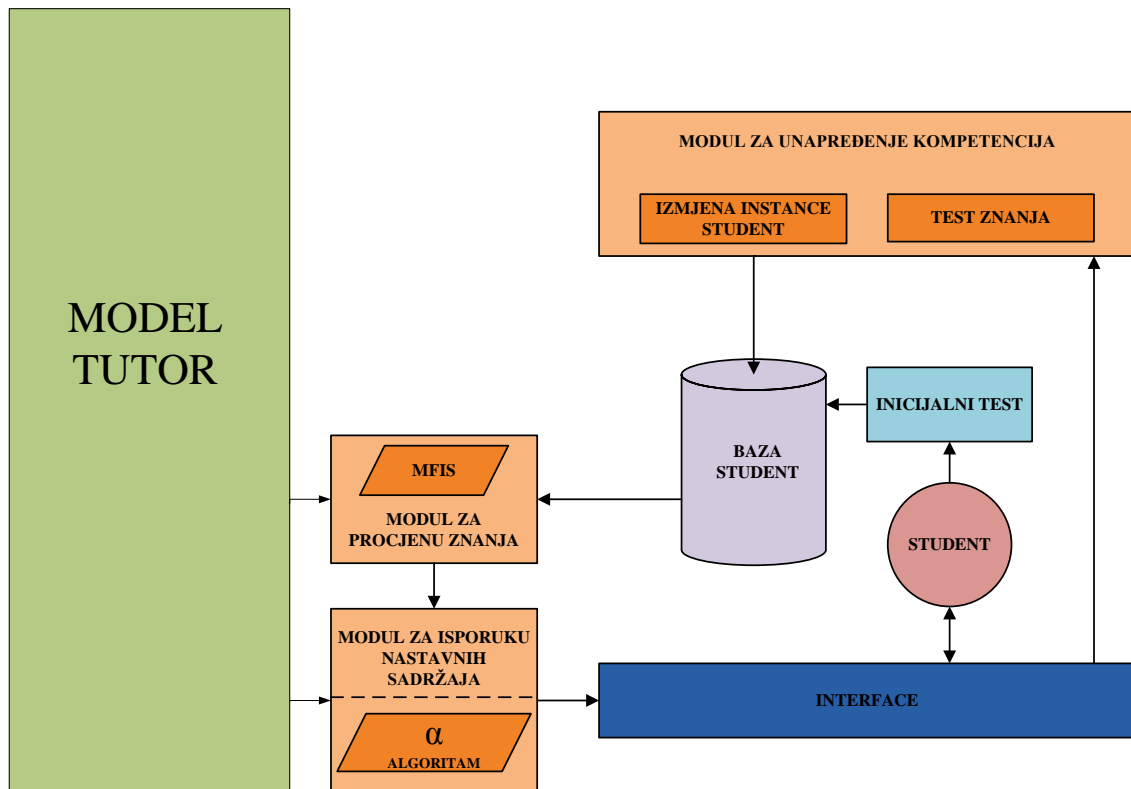 MODEL
TUTOR
MODUL ZA UNAPREĐENJE KOMPETENCIJA
IZMJENA INSTANCE
STUDENT
TEST ZNANJA
BAZA
STUDENT
INICIJALNI TEST
STUDENT
MFIS
MODUL ZA
PROCJENU ZNANJA
MODUL ZA ISPORUKU
NASTAVNIH
SADRŽAJA
α
ALGORITAM
INTERFACE